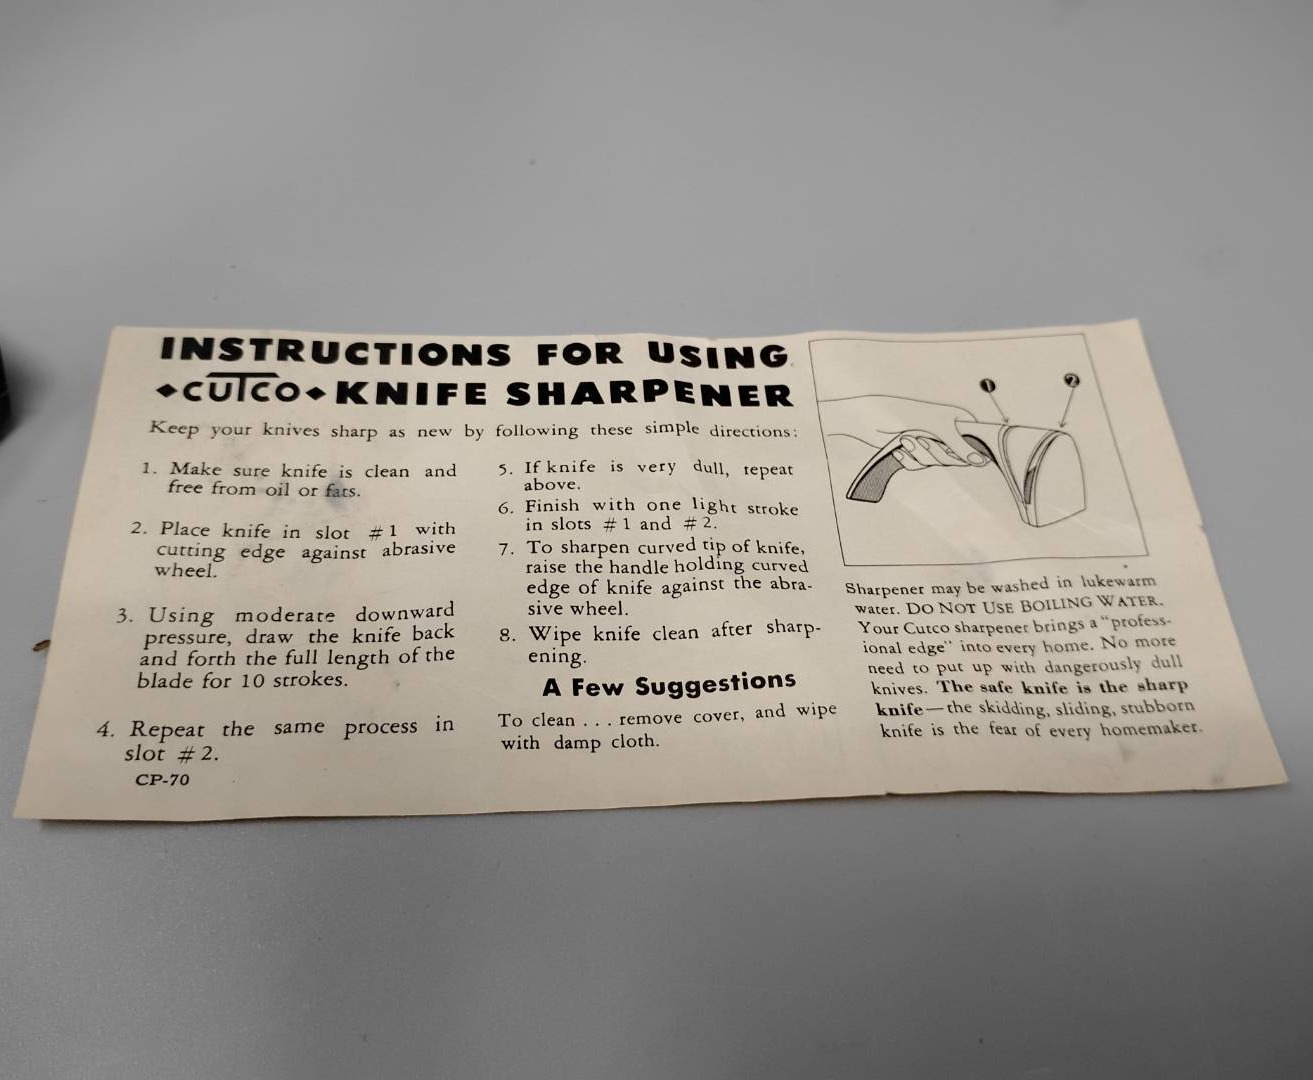 INSTRUCTIONS FOR USING
CUTCO KNIFE SHARPENER
Keep your knives sharp as new by following these simple directions:
1. Make sure knife is clean and
free from oil or fats.
2. Place knife in slot #1 with
cutting edge against abrasive
wheel.
3. Using moderate downward
pressure, draw the knife back
and forth the full length of the
blade for 10 strokes.
4. Repeat the same process in
slot #2.
CP-70
5. If knife is very dull, repeat
above.
6. Finish with one light stroke
in slots #1 and #2.
7. To sharpen curved tip of knife,
raise the handle holding curved
edge of knife against the abra-
sive wheel.
8. Wipe knife clean after sharp-
ening.
A Few Suggestions
To clean . . . remove cover, and wipe
with damp cloth.
1 2
Sharpener may be washed in lukewarm
water. DO NOT USE BOILING WATER.
Your Cutco sharpener brings a "profess-
ional edge" into every home. No more
need to put up with dangerously dull
knives. The safe knife is the sharp
knife—the skidding, sliding, stubborn
knife is the fear of every homemaker.